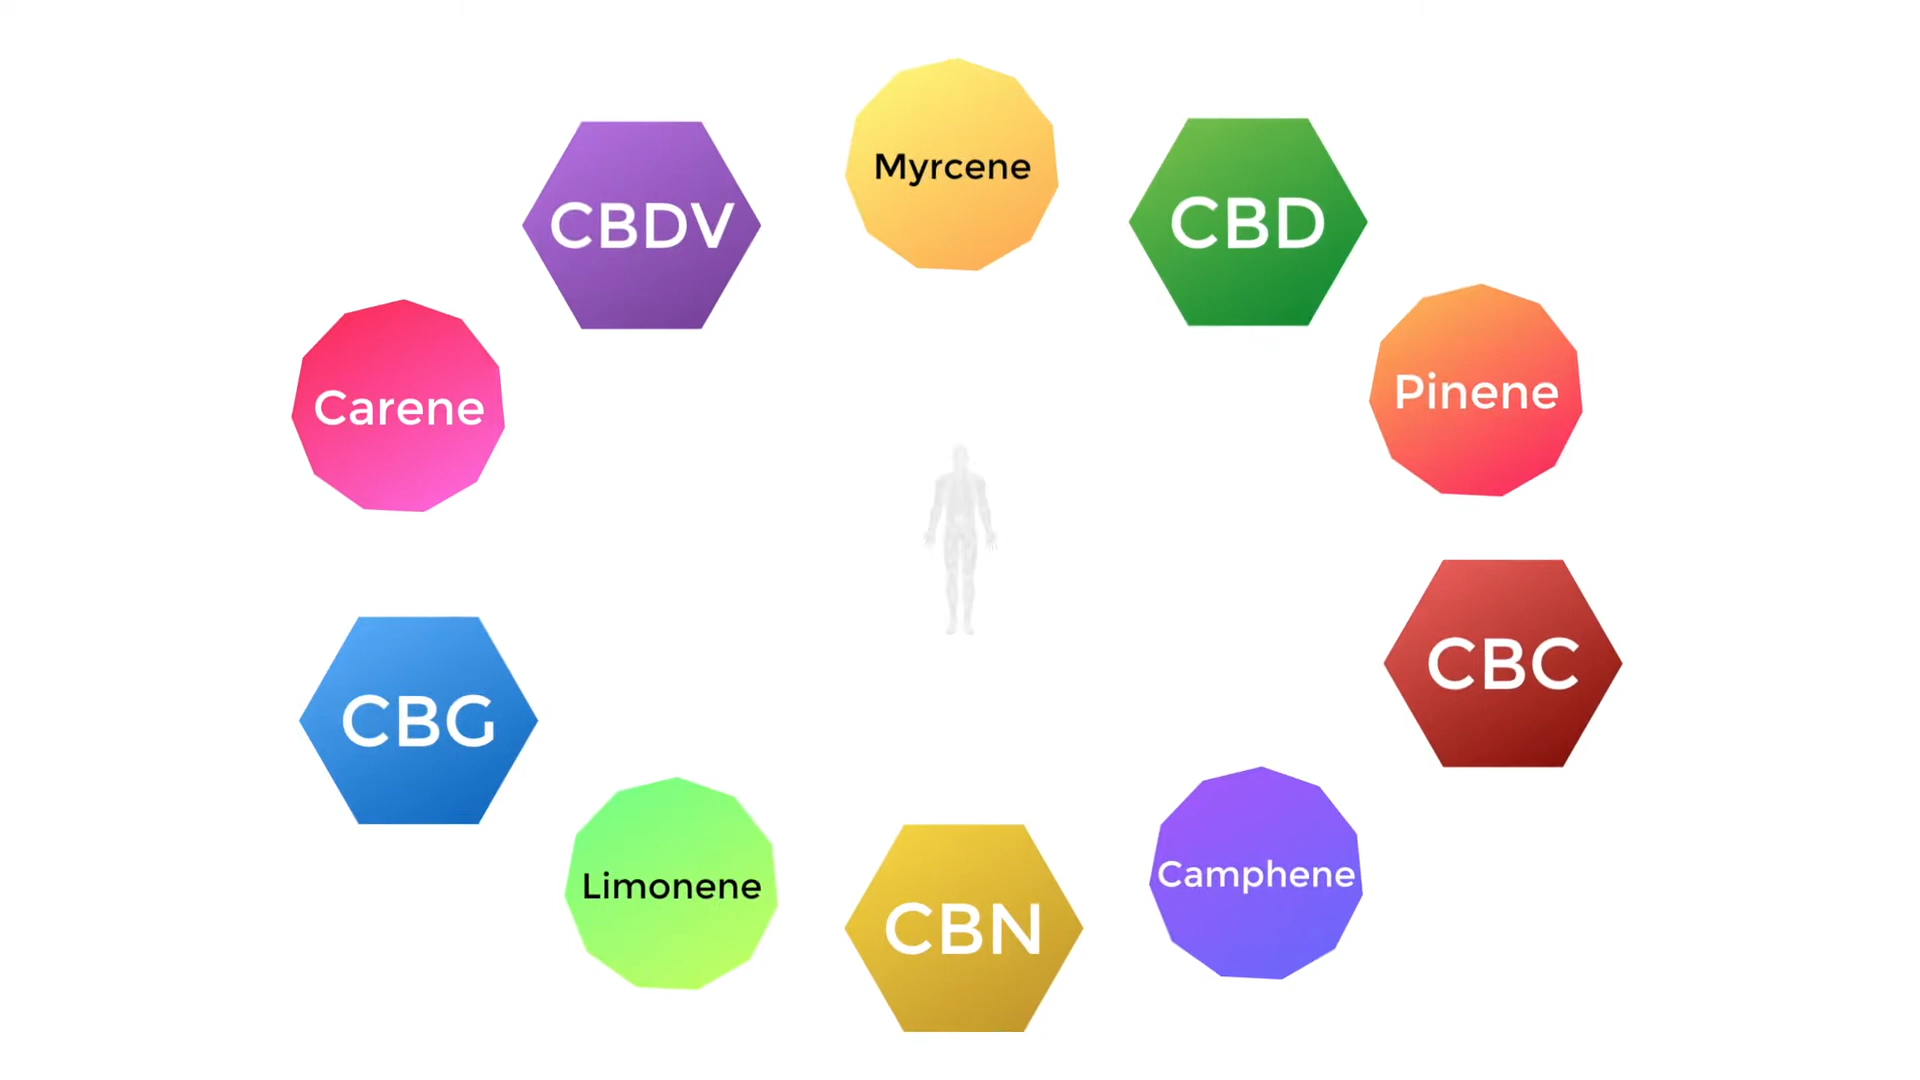 Myrcene
CBDV
CBD
Pinene
Carene
CBC
CBG
Camphene
Limonene
CBN